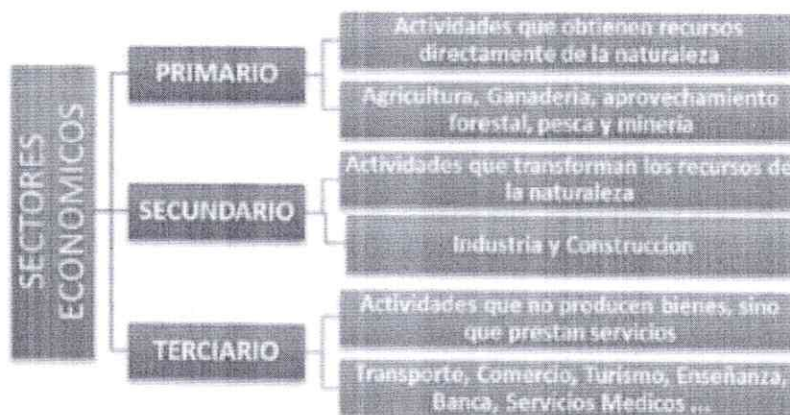 SECTORES
ECONOMICOS
PRIMARIO
Actividades que obtienen recursos
directamente de la naturaleza
Agricultura, Ganaderia, aprovechamiento
forestal, pesca y mineria
SECUNDARIO
Actividades que transforman los recursos de
la naturaleza
Industria y Construccion
TERCIARIO
Actividades que no producen bienes, sino
que prestan servicios
Transporte, Comercio, Turismo, Enseñanza,
Banca, Servicios Medicos ...